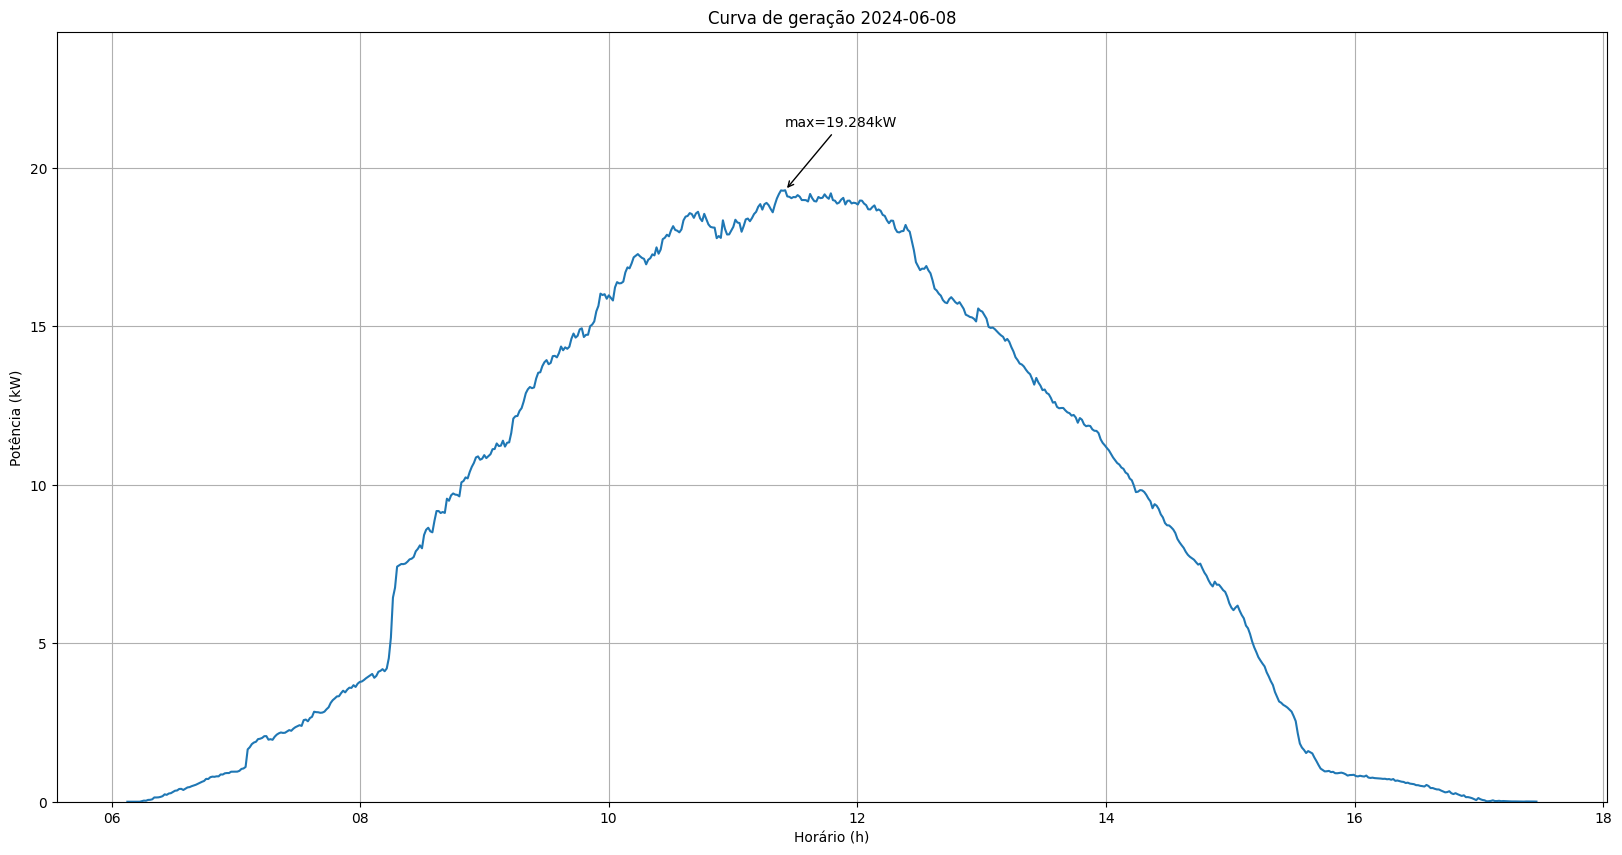 Curva de geração 2024-06-08
max=19.284kW
20
15
10
5
0
Potência (kW)
06 08 10 12 14 16 18
Horário (h)